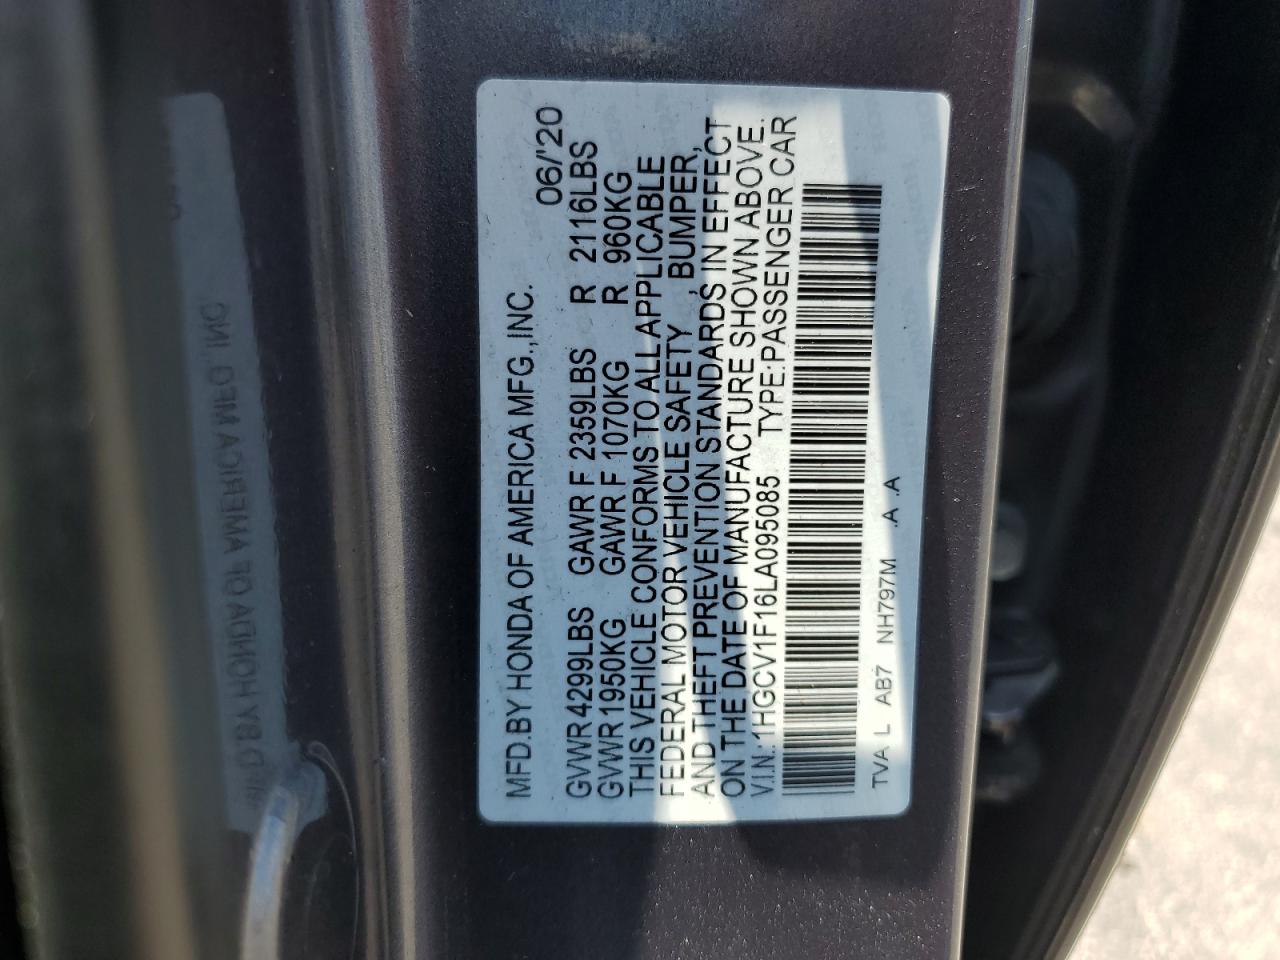 MFD.BY HONDA OF AMERICA MFG.,INC. 06/'20
GVWR 4299LBS GAWR F 2359LBS R 2116LBS
GVWR 1950KG GAWR F 1070KG R 960KG
THIS VEHICLE CONFORMS TO ALL APPLICABLE
FEDERAL MOTOR VEHICLE SAFETY , BUMPER,
AND THEFT PREVENTION STANDARDS IN EFFECT
ON THE DATE OF MANUFACTURE SHOWN ABOVE.
V.I.N.: 1HGCV1F16LA095085 TYPE:PASSENGER CAR
TVA L AB7 NH797M .A .A